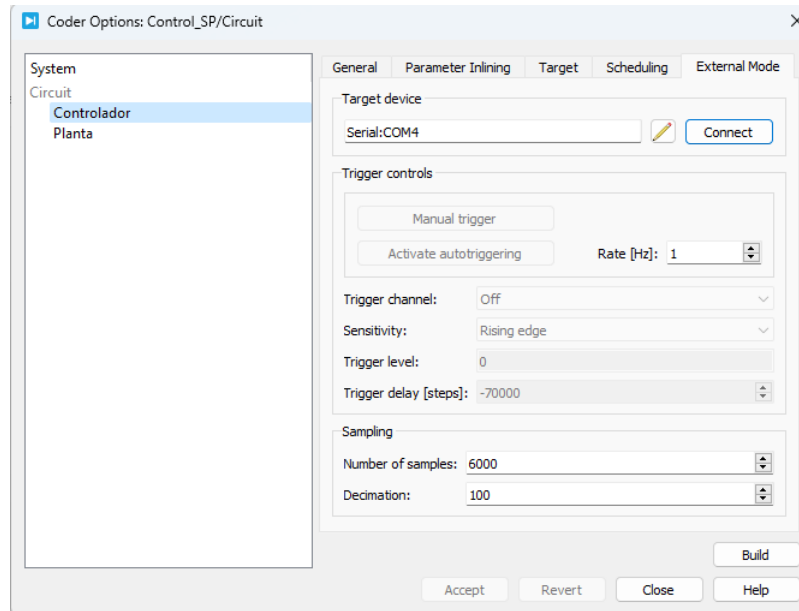 Coder Options: Control_SP/Circuit
System
Circuit
Controlador
Planta
General Parameter Inlining Target Scheduling External Mode
Target device
Serial:COM4 Connect
Trigger controls
Manual trigger
Activate autotriggering Rate [Hz]: 1
Trigger channel: Off
Sensitivity: Rising edge
Trigger level: 0
Trigger delay [steps]: -70000
Sampling
Number of samples: 6000
Decimation: 100
Build
Accept Revert Close Help